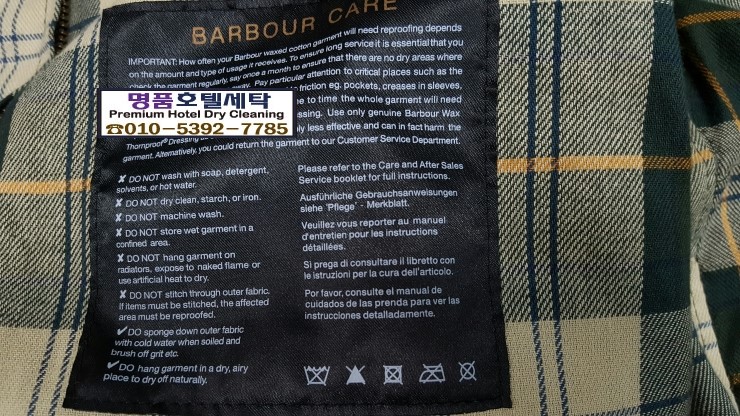 BARBOUR CARE
IMPORTANT: How often your Barbour waxed cotton garment will need reproofing depends
on the amount and type of usage it receives. To ensure long service it is essential that you
check the garment regularly, say once a month to ensure that there are no dry areas where
away. Pay particular attention to critical places such as the
friction eg. pockets, creases in sleeves,
e to time the whole garment will need
ssing. Use only genuine Barbour Wax
Thornproof® Dressing as ly less effective and can in fact harm the
garment. Alternatively, you could return the garment to our Customer Service Department.
명품호텔세탁
Premium Hotel Dry Cleaning
☎010-5392-7785
✘ DO NOT wash with soap, detergent,
solvents, or hot water.
✘ DO NOT dry clean, starch, or iron.
✘ DO NOT machine wash.
✘ DO NOT store wet garment in a
confined area.
✘ DO NOT hang garment on
radiators, expose to naked flame or
use artificial heat to dry.
✘ DO NOT stitch through outer fabric.
If items must be stitched, the affected
area must be reproofed.
✔DO sponge down outer fabric
with cold water when soiled and
brush off grit etc.
✔DO hang garment in a dry, airy
place to dry off naturally.
Please refer to the Care and After Sales
Service booklet for full instructions.
Ausführliche Gebrauchsanweisungen
siehe 'Pflege' - Merkblatt.
Veuillez vous reporter au manuel
d'entretien pour les instructions
détaillées.
Si prega di consultare il libretto con
le istruzioni per la cura dell'articolo.
Por favor, consulte el manual de
cuidados de las prenda para ver las
instrucciones detalladamente.